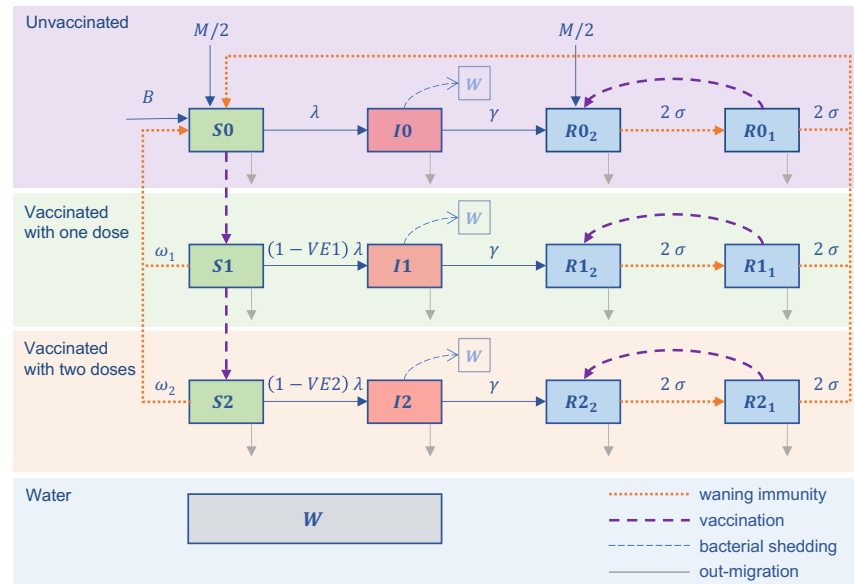 Unvaccinated
M/2
M/2
B
W
S0
λ
I0
γ
R0₂
2 σ
R0₁
2 σ
Vaccinated
with one dose
W
ω₁
S1
(1 − VE1) λ
I1
γ
R1₂
2 σ
R1₁
2 σ
Vaccinated
with two doses
W
ω₂
S2
(1 − VE2) λ
I2
γ
R2₂
2 σ
R2₁
2 σ
Water
W
waning immunity
vaccination
bacterial shedding
out-migration